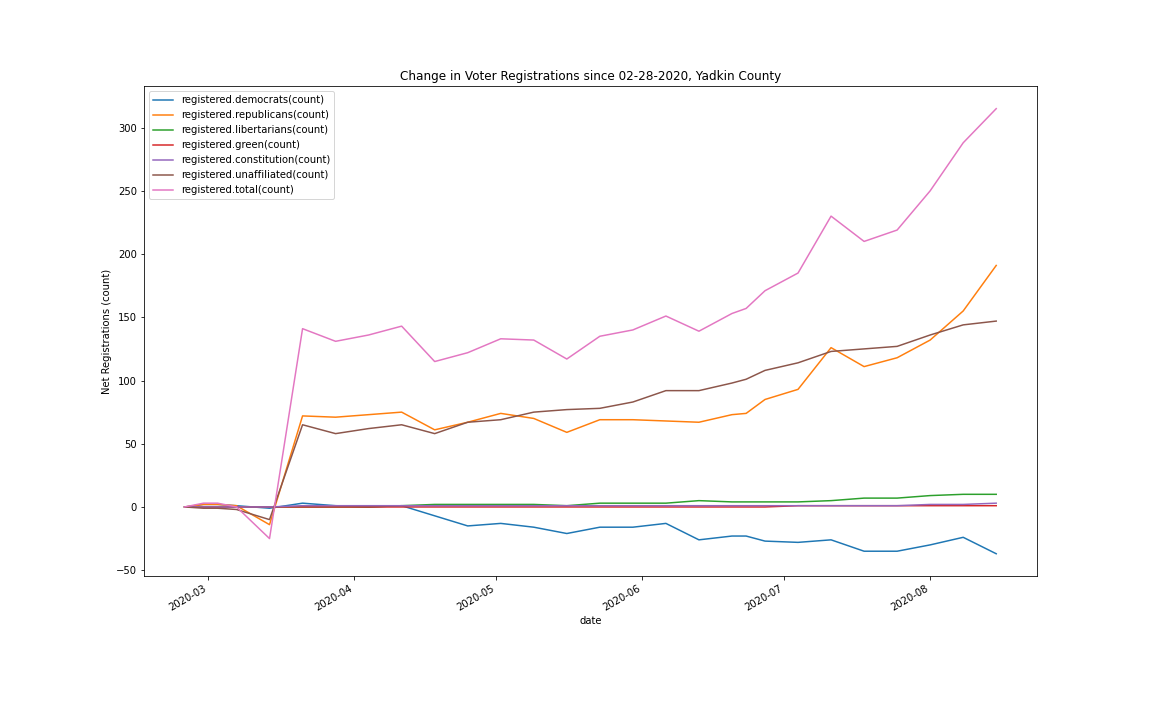 Change in Voter Registrations since 02-28-2020, Yadkin County
registered.democrats(count)
registered.republicans(count)
registered.libertarians(count)
registered.green(count)
registered.constitution(count)
registered.unaffiliated(count)
registered.total(count)
Net Registrations (count)
300
250
200
150
100
50
0
−50
2020-03
2020-04
2020-05
2020-06
2020-07
2020-08
date